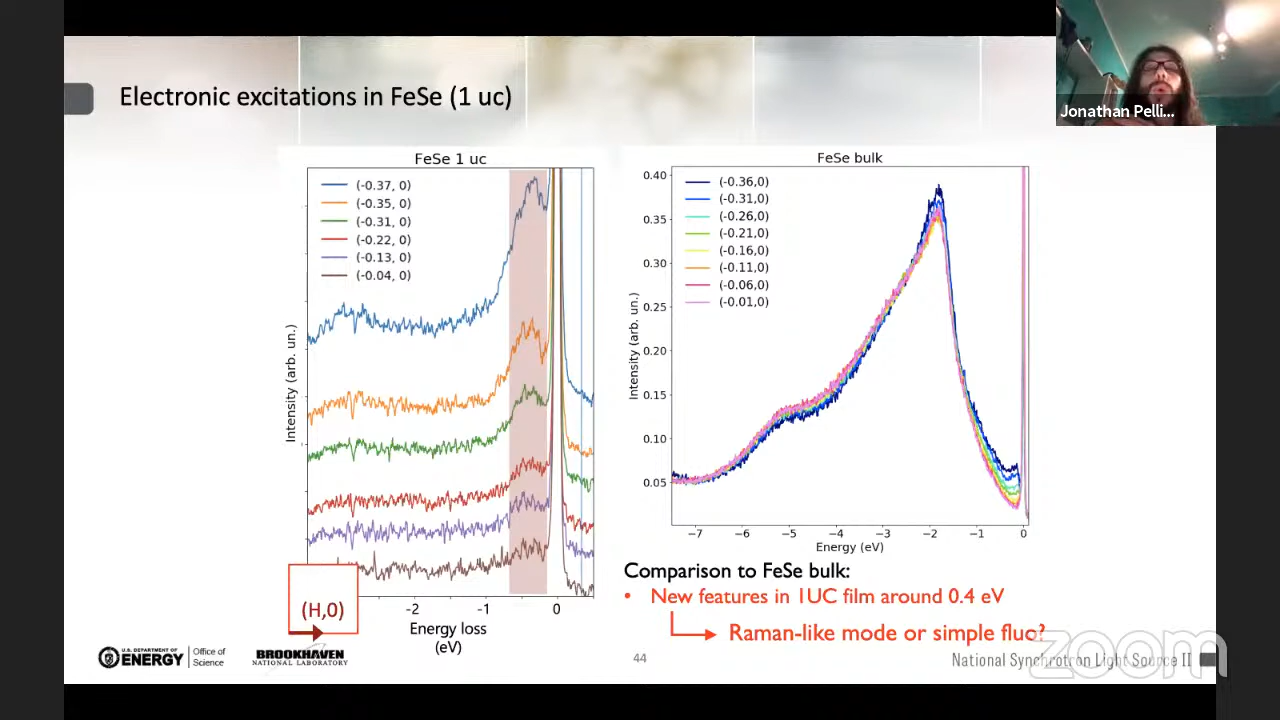 Jonathan Pelli...
Electronic excitations in FeSe (1 uc)
FeSe 1 uc
(-0.37, 0)
(-0.35, 0)
(-0.31, 0)
(-0.22, 0)
(-0.13, 0)
(-0.04, 0)
Intensity (arb. un.)
(H,0)
-2 -1 0
Energy loss
(eV)
FeSe bulk
(-0.36,0)
(-0.31,0)
(-0.26,0)
(-0.21,0)
(-0.16,0)
(-0.11,0)
(-0.06,0)
(-0.01,0)
0.40
0.35
0.30
0.25
0.20
0.15
0.10
0.05
Intensity (arb. un.)
−7 −6 −5 −4 −3 −2 −1 0
Energy (eV)
Comparison to FeSe bulk:
• New features in 1UC film around 0.4 eV
Raman-like mode or simple fluo?
U.S. DEPARTMENT OF
ENERGY
Office of
Science
BROOKHAVEN
NATIONAL LABORATORY
44
National Synchrotron Light Source II
zoom